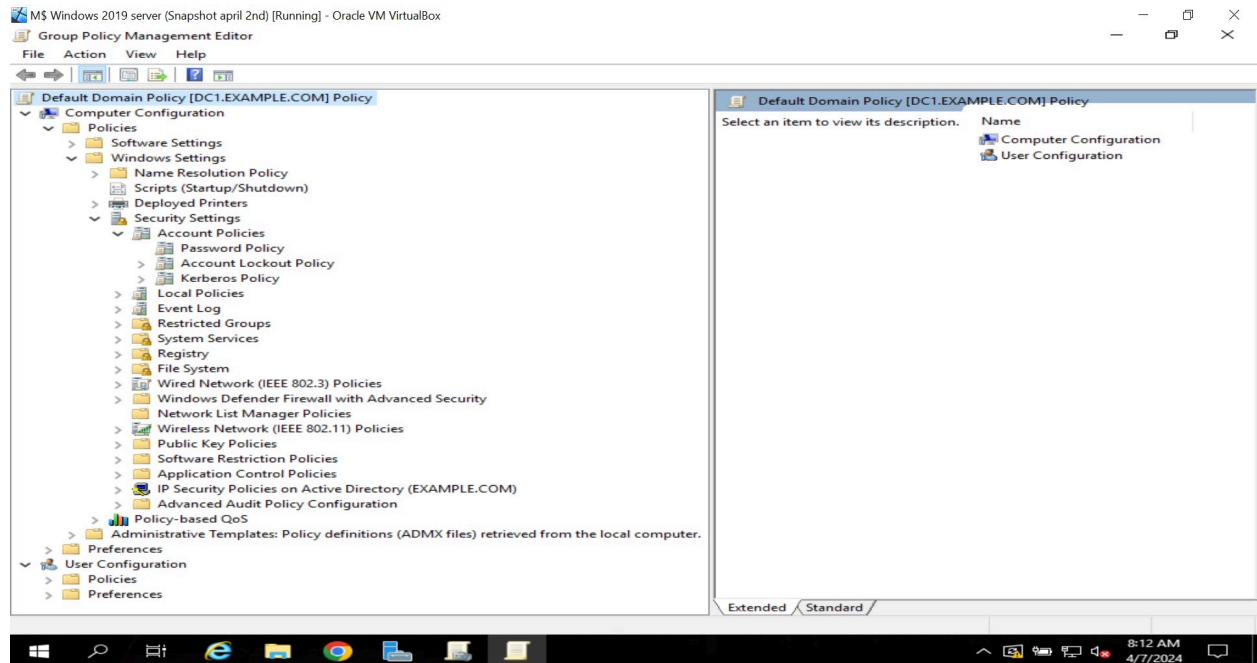 M$ Windows 2019 server (Snapshot april 2nd) [Running] - Oracle VM VirtualBox
Group Policy Management Editor
File Action View Help
Default Domain Policy [DC1.EXAMPLE.COM] Policy
Computer Configuration
Policies
Software Settings
Windows Settings
Name Resolution Policy
Scripts (Startup/Shutdown)
Deployed Printers
Security Settings
Account Policies
Password Policy
Account Lockout Policy
Kerberos Policy
Local Policies
Event Log
Restricted Groups
System Services
Registry
File System
Wired Network (IEEE 802.3) Policies
Windows Defender Firewall with Advanced Security
Network List Manager Policies
Wireless Network (IEEE 802.11) Policies
Public Key Policies
Software Restriction Policies
Application Control Policies
IP Security Policies on Active Directory (EXAMPLE.COM)
Advanced Audit Policy Configuration
Policy-based QoS
Administrative Templates: Policy definitions (ADMX files) retrieved from the local computer.
Preferences
User Configuration
Policies
Preferences
Default Domain Policy [DC1.EXAMPLE.COM] Policy
Select an item to view its description.
Name
Computer Configuration
User Configuration
Extended Standard
8:12 AM
4/7/2024